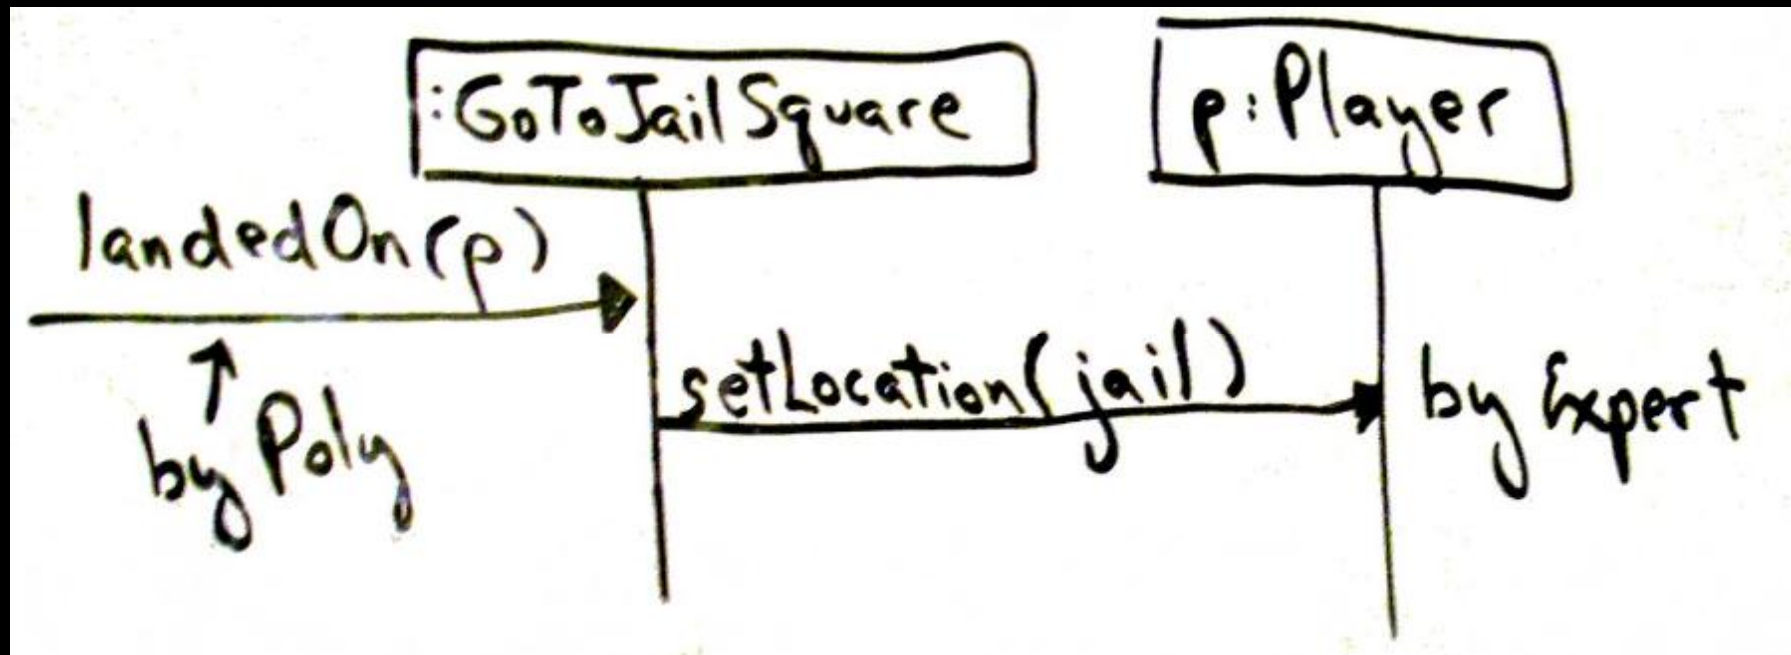 :GoToJailSquare
p:Player
landedOn(p)
by Poly
setLocation(jail)
by Expert